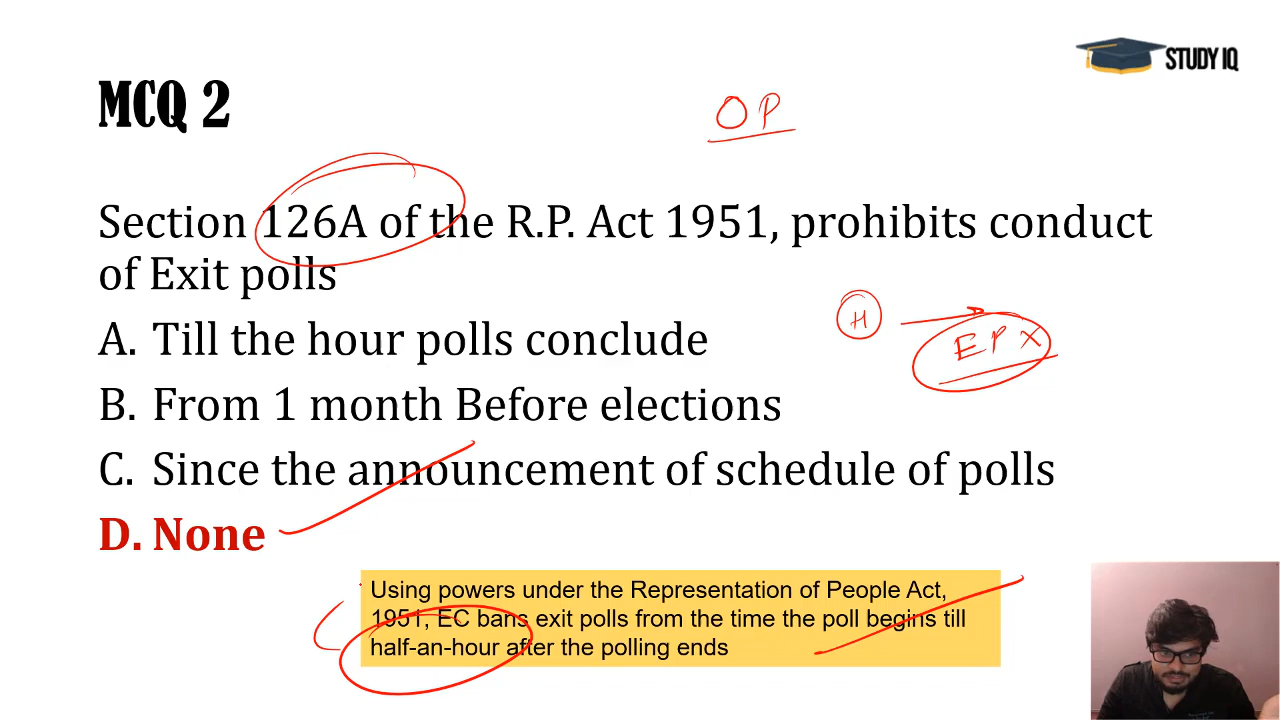 STUDY IQ
MCQ 2
OP
Section 126A of the R.P. Act 1951, prohibits conduct
of Exit polls
H
EPX
A. Till the hour polls conclude
B. From 1 month Before elections
C. Since the announcement of schedule of polls
D. None
Using powers under the Representation of People Act,
1951, EC bans exit polls from the time the poll begins till
half-an-hour after the polling ends